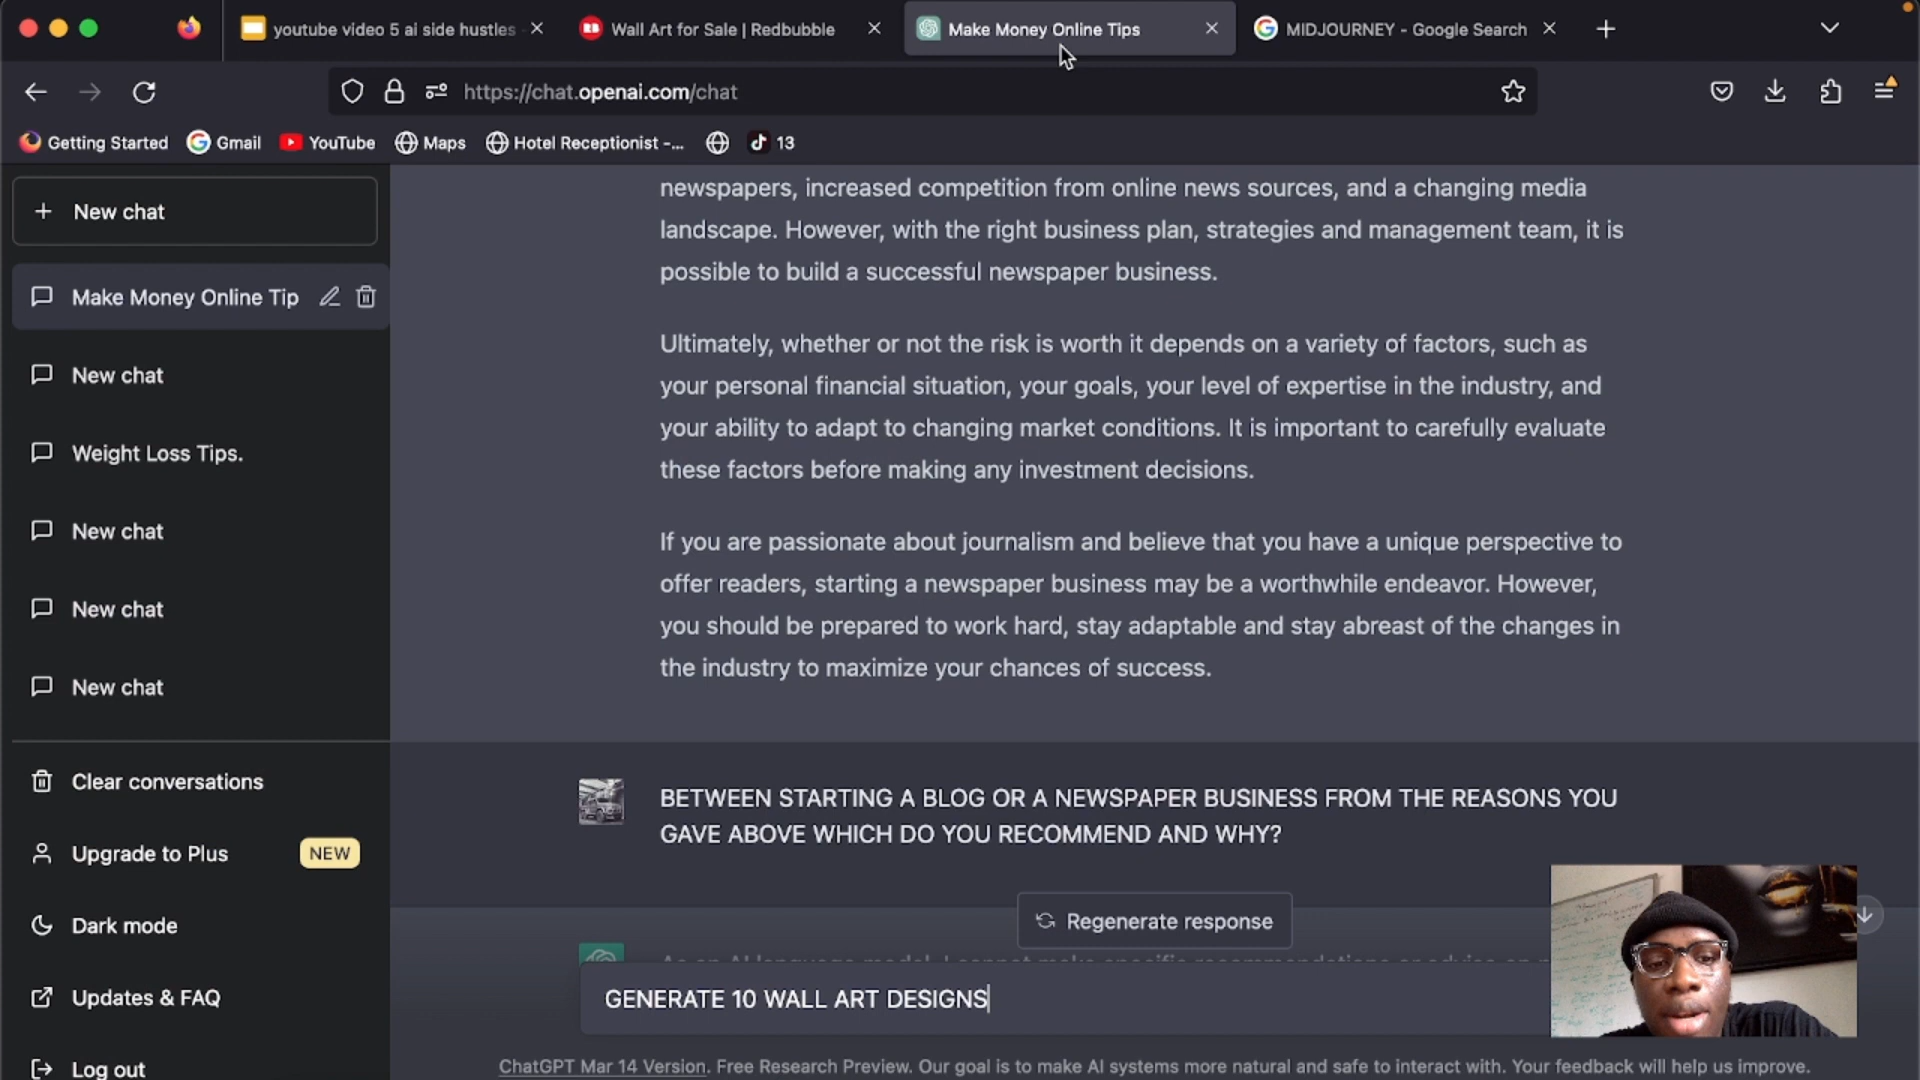 youtube video 5 ai side hustles
Wall Art for Sale | Redbubble
Make Money Online Tips
MIDJOURNEY - Google Search
https://chat.openai.com/chat
Getting Started
Gmail
YouTube
Maps
Hotel Receptionist -...
13
New chat
Make Money Online Tip
New chat
Weight Loss Tips.
New chat
New chat
New chat
Clear conversations
Upgrade to Plus
NEW
Dark mode
Updates & FAQ
Log out
newspapers, increased competition from online news sources, and a changing media
landscape. However, with the right business plan, strategies and management team, it is
possible to build a successful newspaper business.
Ultimately, whether or not the risk is worth it depends on a variety of factors, such as
your personal financial situation, your goals, your level of expertise in the industry, and
your ability to adapt to changing market conditions. It is important to carefully evaluate
these factors before making any investment decisions.
If you are passionate about journalism and believe that you have a unique perspective to
offer readers, starting a newspaper business may be a worthwhile endeavor. However,
you should be prepared to work hard, stay adaptable and stay abreast of the changes in
the industry to maximize your chances of success.
BETWEEN STARTING A BLOG OR A NEWSPAPER BUSINESS FROM THE REASONS YOU
GAVE ABOVE WHICH DO YOU RECOMMEND AND WHY?
Regenerate response
GENERATE 10 WALL ART DESIGNS
ChatGPT Mar 14 Version. Free Research Preview. Our goal is to make AI systems more natural and safe to interact with. Your feedback will help us improve.